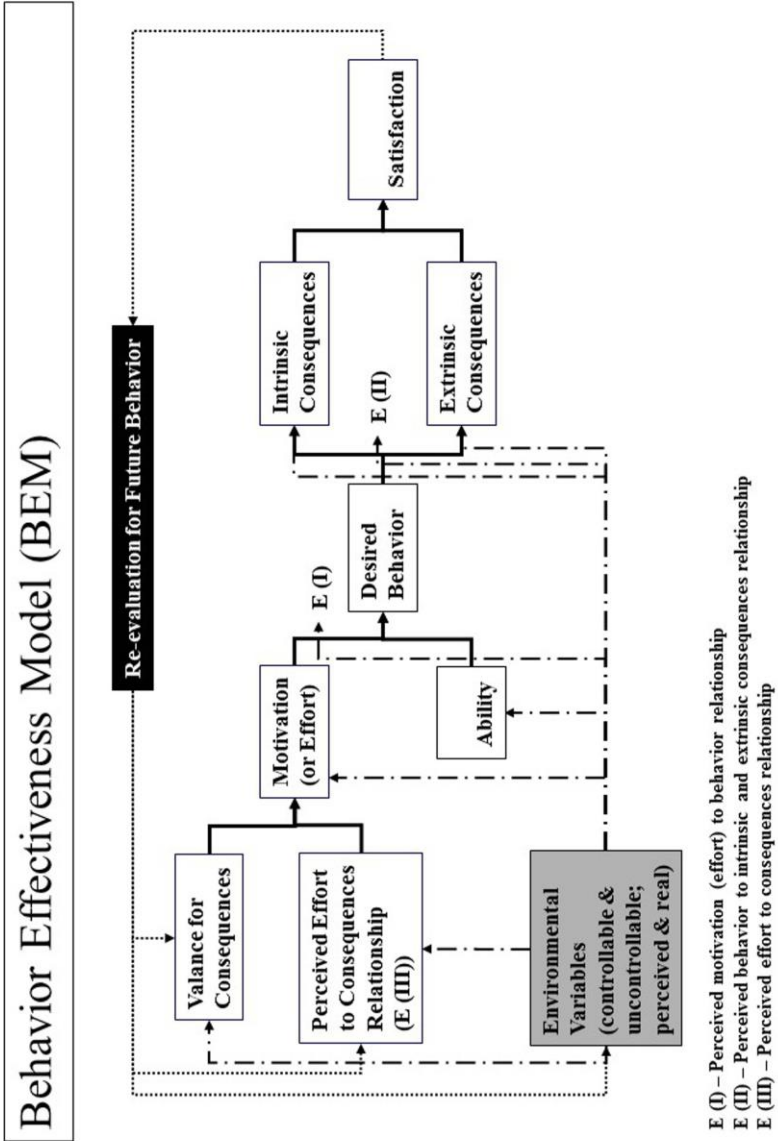 Behavior Effectiveness Model (BEM)
Re-evaluation for Future Behavior
Valance for
Consequences
Perceived Effort
to Consequences
Relationship
(E (III))
Environmental
Variables
(controllable &
uncontrollable;
perceived & real)
Motivation
(or Effort)
Ability
E (I)
Desired
Behavior
E (II)
Intrinsic
Consequences
Extrinsic
Consequences
Satisfaction
E (I) – Perceived motivation (effort) to behavior relationship
E (II) – Perceived behavior to intrinsic and extrinsic consequences relationship
E (III) – Perceived effort to consequences relationship